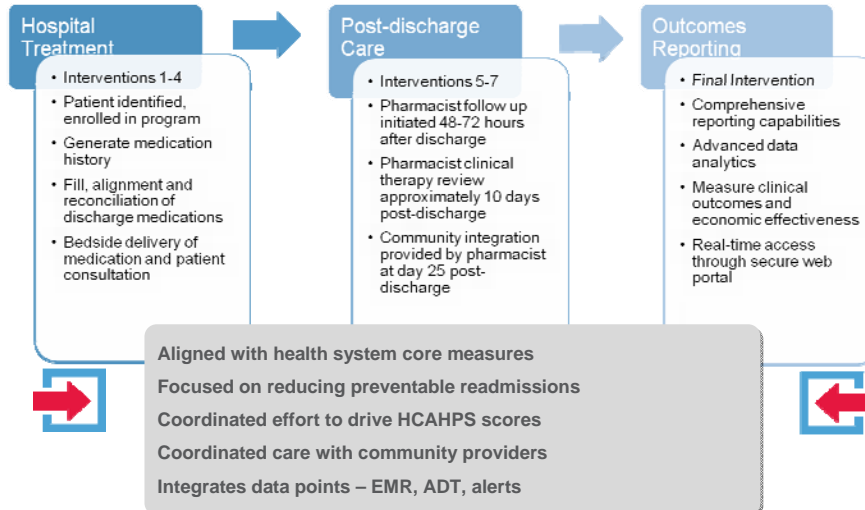 Hospital
Treatment
• Interventions 1-4
• Patient identified,
enrolled in program
• Generate medication
history
• Fill, alignment and
reconciliation of
discharge medications
• Bedside delivery of
medication and patient
consultation
Post-discharge
Care
• Interventions 5-7
• Pharmacist follow up
initiated 48-72 hours
after discharge
• Pharmacist clinical
therapy review
approximately 10 days
post-discharge
• Community integration
provided by pharmacist
at day 25 post-
discharge
Outcomes
Reporting
• Final Intervention
• Comprehensive
reporting capabilities
• Advanced data
analytics
• Measure clinical
outcomes and
economic effectiveness
• Real-time access
through secure web
portal
Aligned with health system core measures
Focused on reducing preventable readmissions
Coordinated effort to drive HCAHPS scores
Coordinated care with community providers
Integrates data points – EMR, ADT, alerts